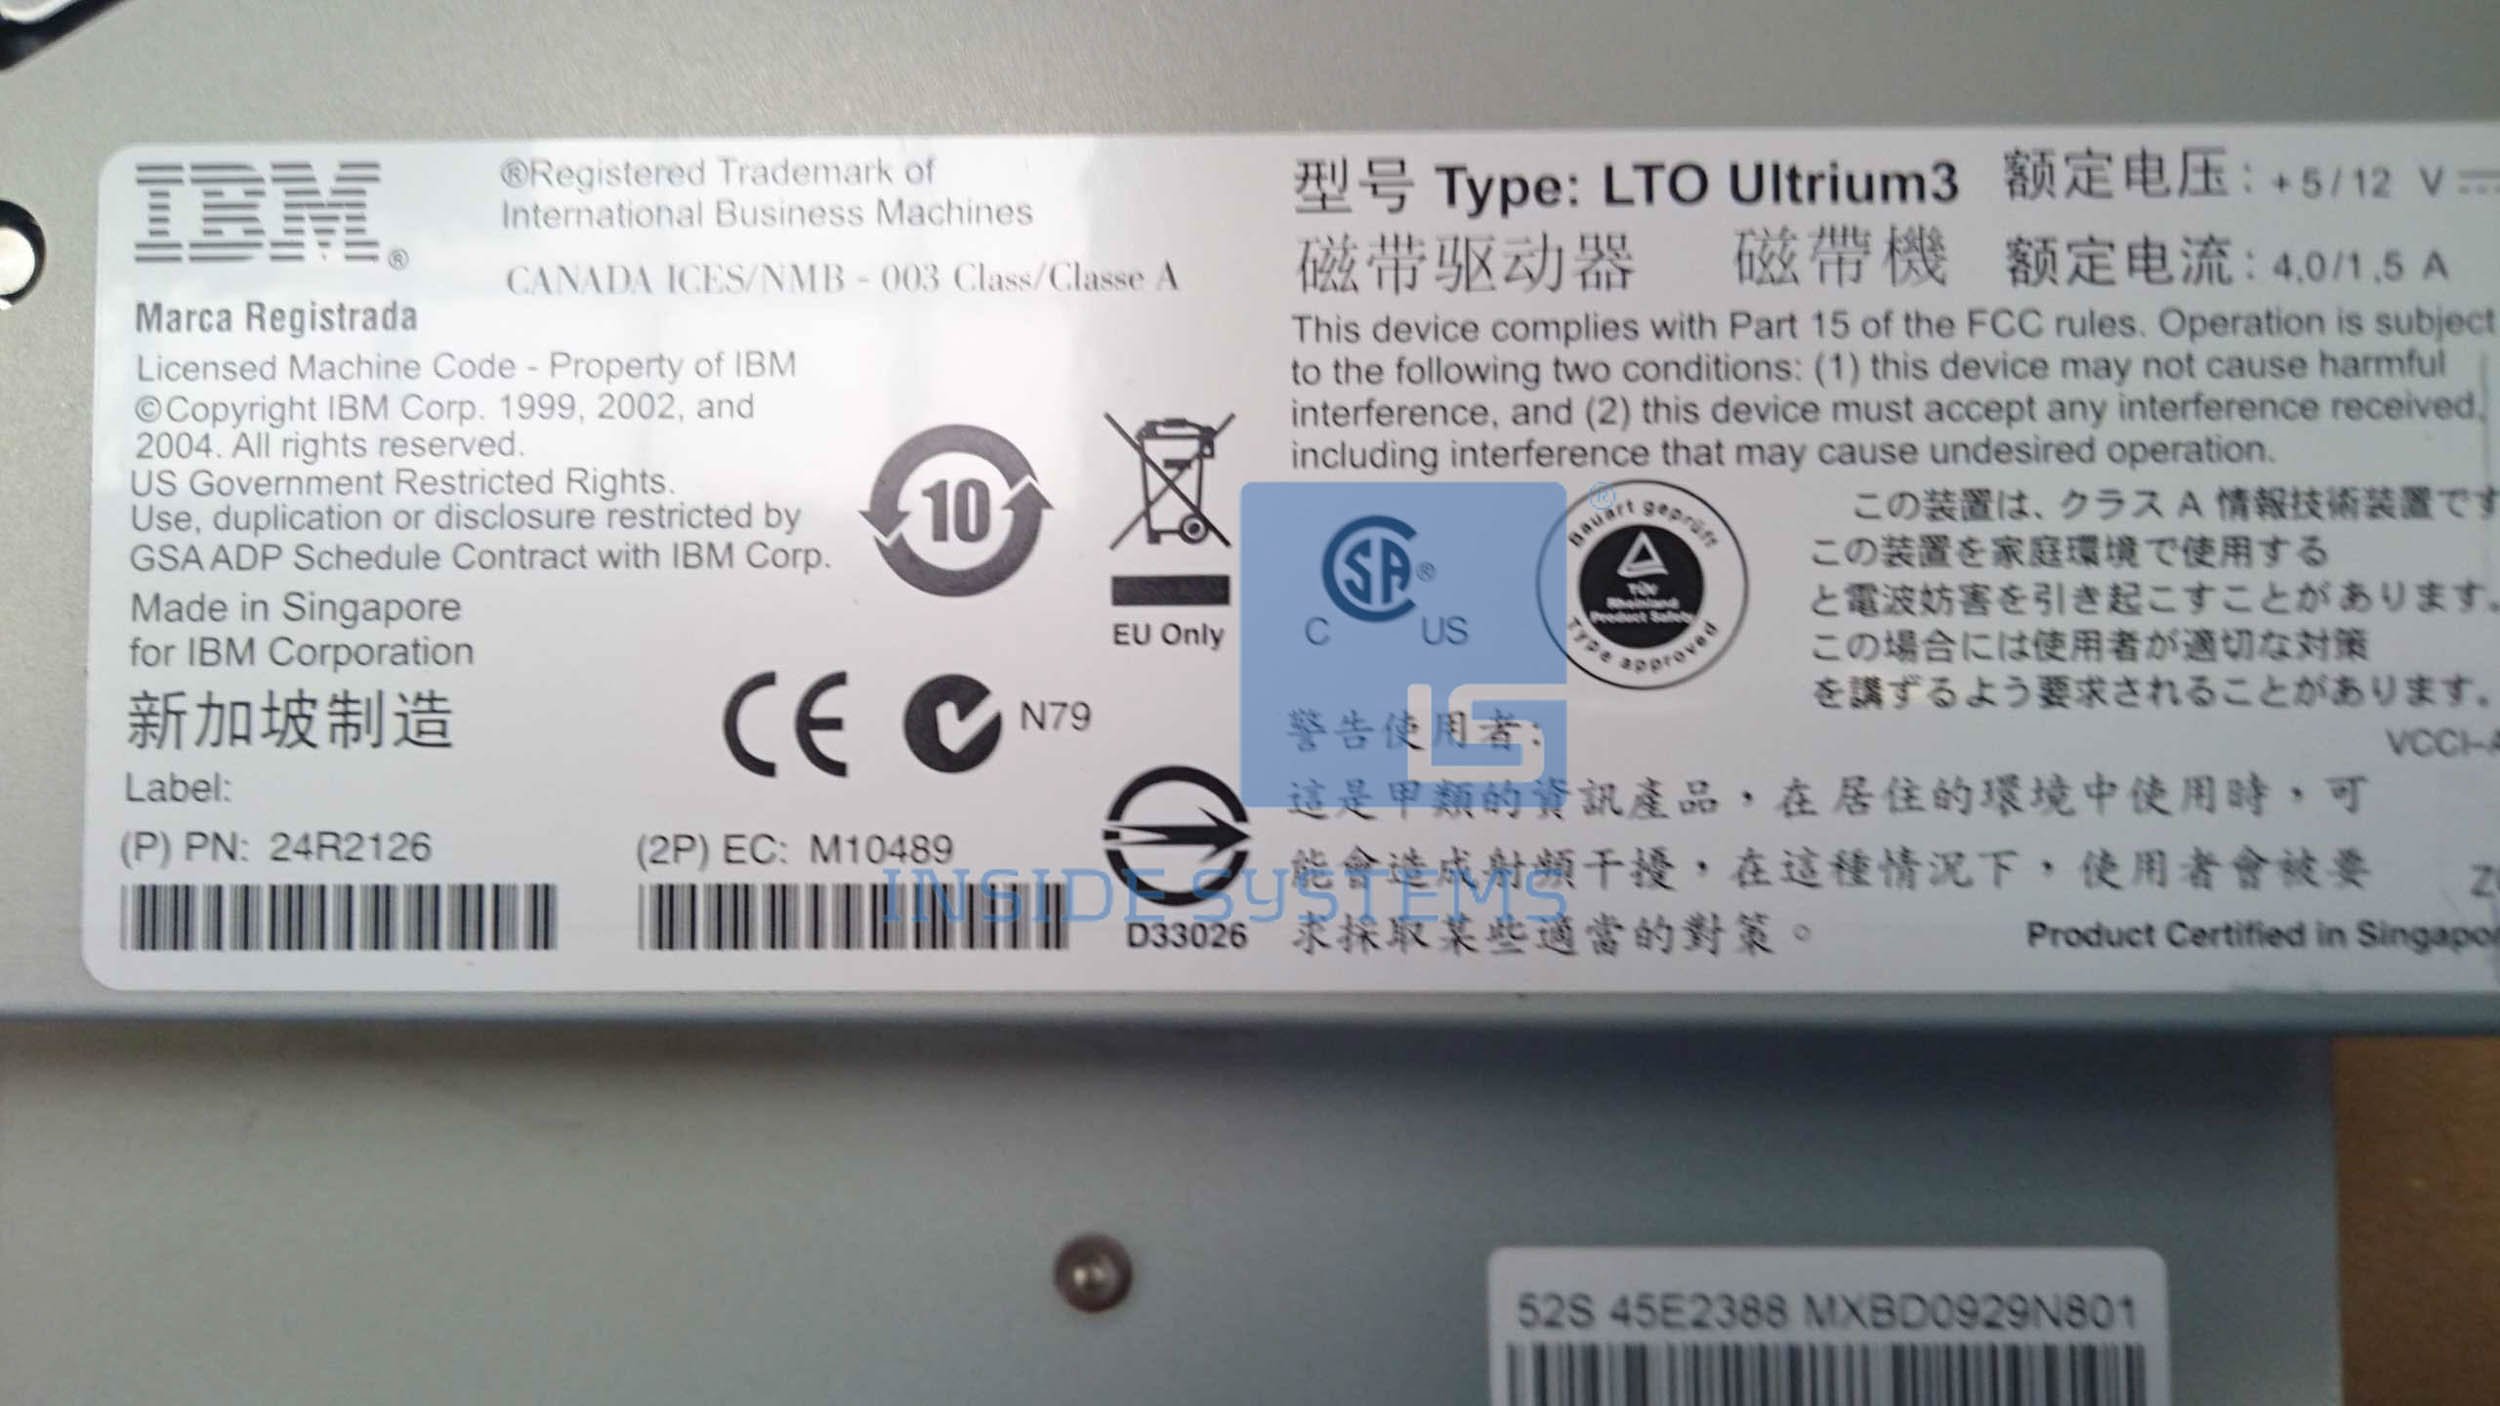 IBM®
®Registered Trademark of
International Business Machines
CANADA ICES/NMB - 003 Class/Classe A
Marca Registrada
Licensed Machine Code - Property of IBM
©Copyright IBM Corp. 1999, 2002, and
2004. All rights reserved.
US Government Restricted Rights.
Use, duplication or disclosure restricted by
GSA ADP Schedule Contract with IBM Corp.
Made in Singapore
for IBM Corporation
新加坡制造
Label:
(P) PN: 24R2126
(2P) EC: M10489
10
EU Only
CE
N79
D33026
型号 Type: LTO Ultrium3
磁带驱动器 磁帶機
额定电压: +5/12 V
额定电流: 4.0/1.5 A
This device complies with Part 15 of the FCC rules. Operation is subject
to the following two conditions: (1) this device may not cause harmful
interference, and (2) this device must accept any interference received,
including interference that may cause undesired operation.
SA®
C US
Bauart geprüft
TÜV
Rheinland
Product Safety
Type approved
この装置は、クラス A 情報技術装置です
この装置を家庭環境で使用する
と電波妨害を引き起こすことがあります。
この場合には使用者が適切な対策
を講ずるよう要求されることがあります。
VCCI-A
警告使用者:
這是甲類的資訊產品，在居住的環境中使用時，可
能會造成射頻干擾，在這種情況下，使用者會被要
求採取某些適當的對策。
Product Certified in Singapo
INSIDE SYSTEMS
52S 45E2388 MXBD0929N801